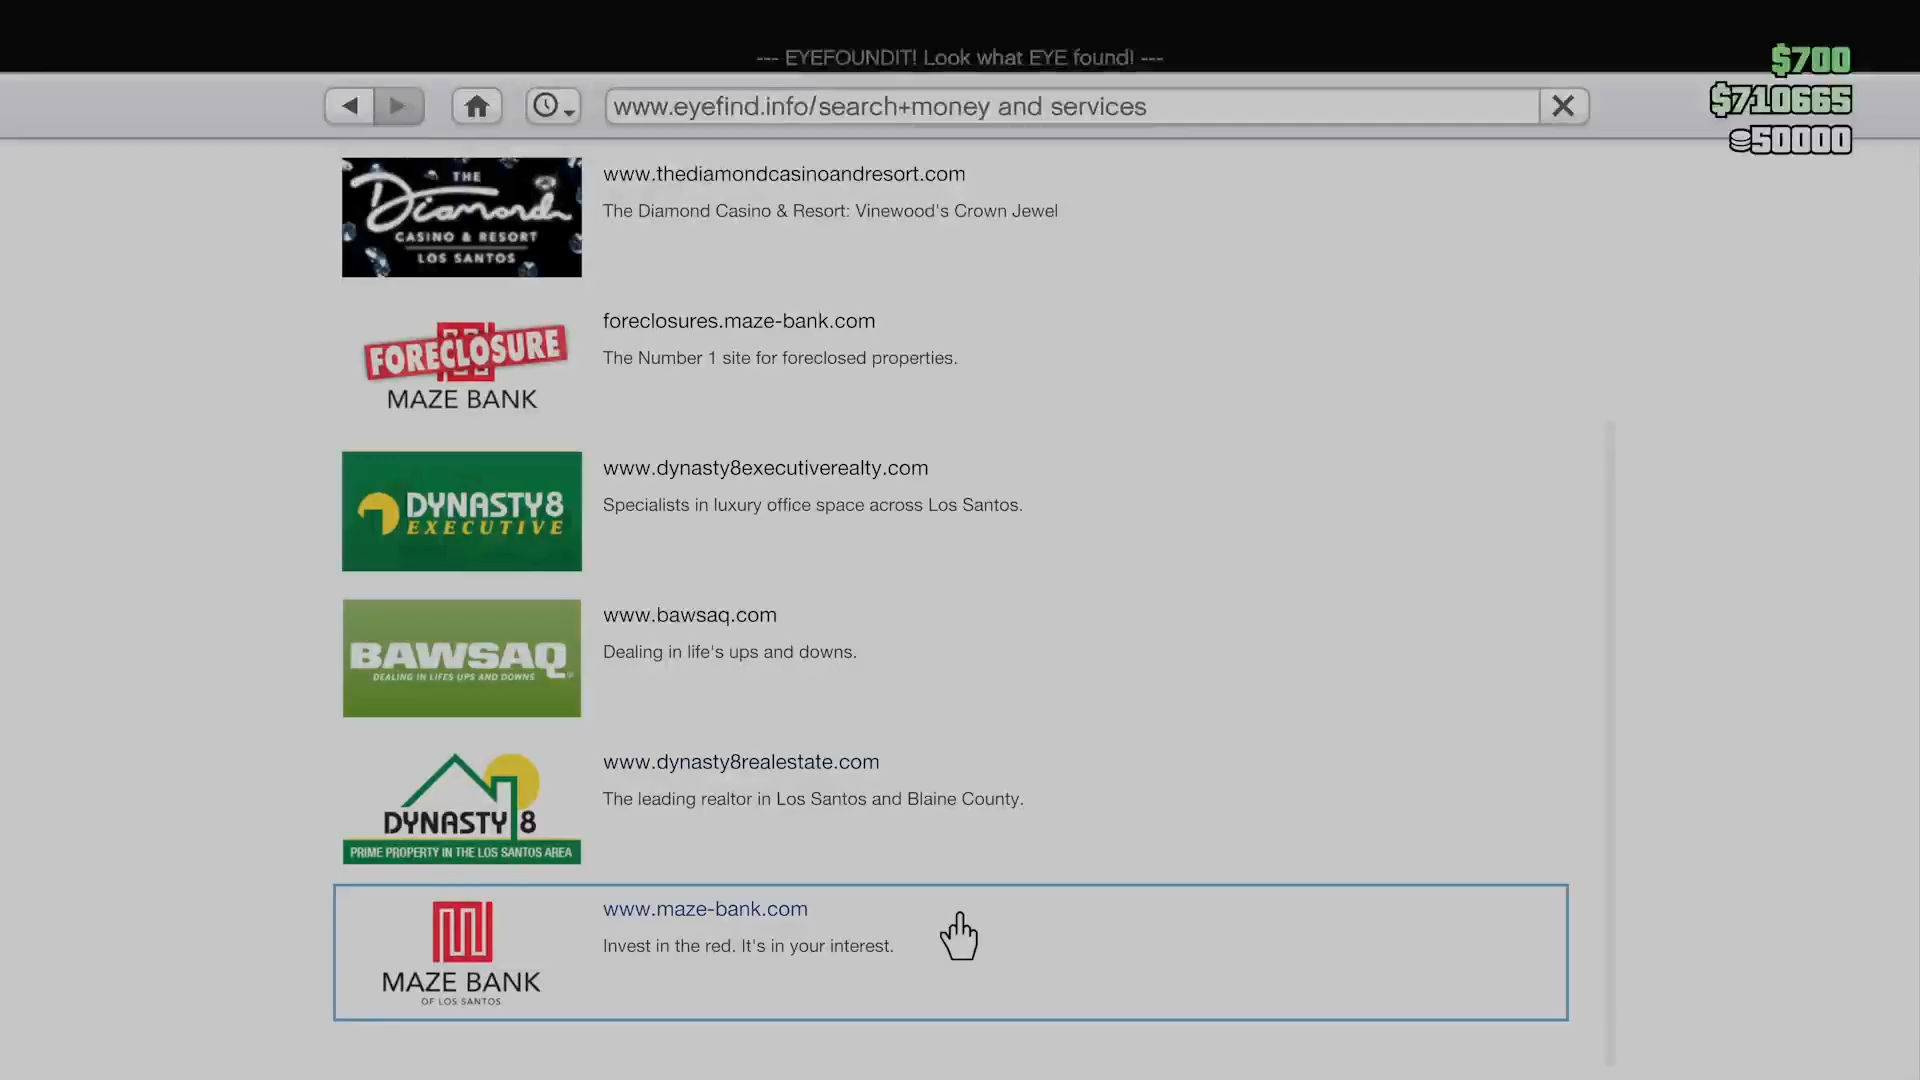 --- EYEFOUNDIT! Look what EYE found! ---
$700
www.eyefind.info/search+money and services
$710665
50000
THE
Diamond
CASINO & RESORT
LOS SANTOS
www.thediamondcasinoandresort.com
The Diamond Casino & Resort: Vinewood's Crown Jewel
FORECLOSURE
MAZE BANK
foreclosures.maze-bank.com
The Number 1 site for foreclosed properties.
DYNASTY8
EXECUTIVE
www.dynasty8executiverealty.com
Specialists in luxury office space across Los Santos.
BAWSAQ
DEALING IN LIFES UPS AND DOWNS
www.bawsaq.com
Dealing in life's ups and downs.
DYNASTY 8
PRIME PROPERTY IN THE LOS SANTOS AREA
www.dynasty8realestate.com
The leading realtor in Los Santos and Blaine County.
MAZE BANK
OF LOS SANTOS
www.maze-bank.com
Invest in the red. It's in your interest.